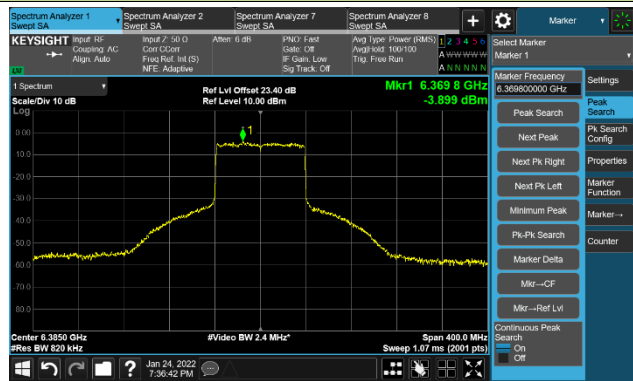 Spectrum Analyzer 1
Swept SA
Spectrum Analyzer 2
Swept SA
Spectrum Analyzer 7
Swept SA
Spectrum Analyzer 8
Swept SA
+
Marker
KEYSIGHT
Input: RF
Coupling: AC
Align: Auto
Input Z: 50 Ω
Corr CCorr
Freq Ref: Int (S)
NFE: Adaptive
Atten: 6 dB
PNO: Fast
Gate: Off
IF Gain: Low
Sig Track: Off
Avg Type: Power (RMS)
Avg|Hold: 100/100
Trig: Free Run
1 2 3 4 5 6
A W W W W W
A N N N N N
LVI
Select Marker
Marker 1
1 Spectrum
Scale/Div 10 dB
Log
Ref Lvl Offset 23.40 dB
Ref Level 10.00 dBm
Mkr1 6.369 8 GHz
-3.899 dBm
1
0.00
-10.0
-20.0
-30.0
-40.0
-50.0
-60.0
-70.0
-80.0
Center 6.3850 GHz
#Res BW 820 kHz
#Video BW 2.4 MHz*
Span 400.0 MHz
Sweep 1.07 ms (2001 pts)
Marker Frequency
6.369800000 GHz
Peak Search
Next Peak
Next Pk Right
Next Pk Left
Minimum Peak
Pk-Pk Search
Marker Delta
Mkr→CF
Mkr→Ref Lvl
Continuous Peak
Search
On
Off
Settings
Peak
Search
Pk Search
Config
Properties
Marker
Function
Marker→
Counter
?
Jan 24, 2022
7:36:42 PM